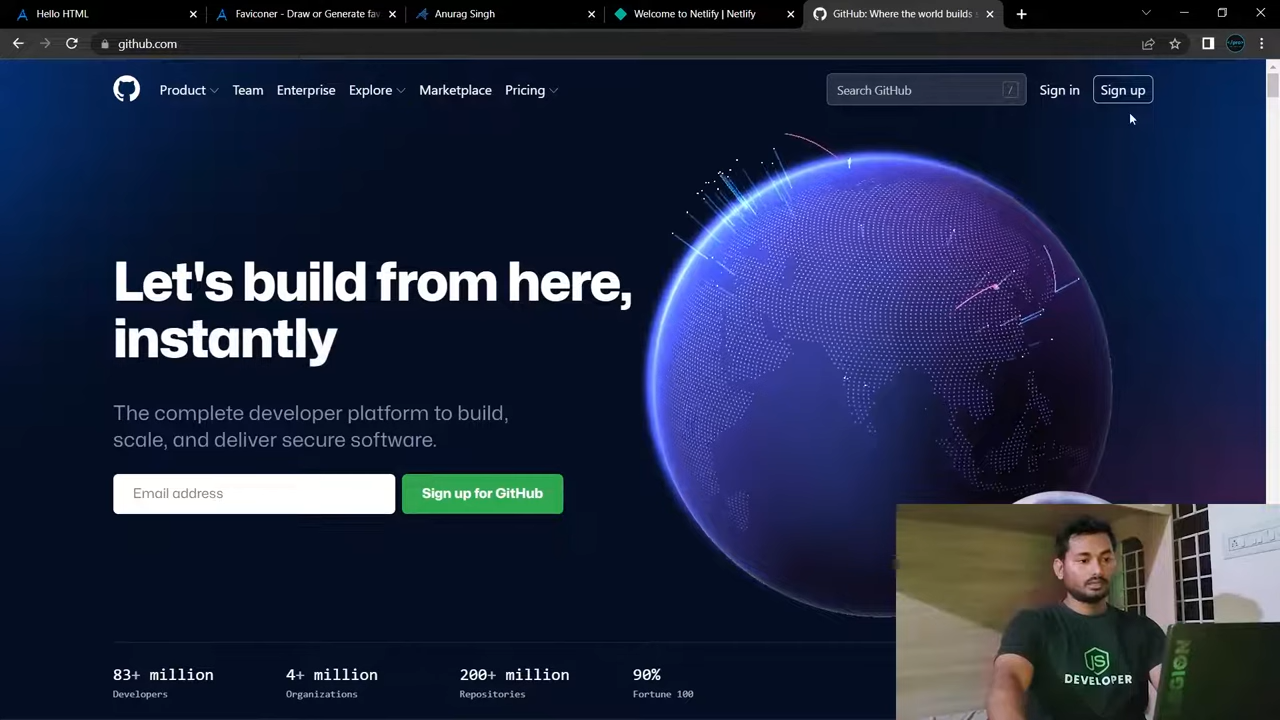 Hello HTML
Faviconer - Draw or Generate fav
Anurag Singh
Welcome to Netlify | Netlify
GitHub: Where the world builds s
github.com
Product
Team
Enterprise
Explore
Marketplace
Pricing
Search GitHub
/
Sign in
Sign up
Let's build from here,
instantly
The complete developer platform to build,
scale, and deliver secure software.
Email address
Sign up for GitHub
83+ million
Developers
4+ million
Organizations
200+ million
Repositories
90%
Fortune 100
JS
DEVELOPER
LEGION